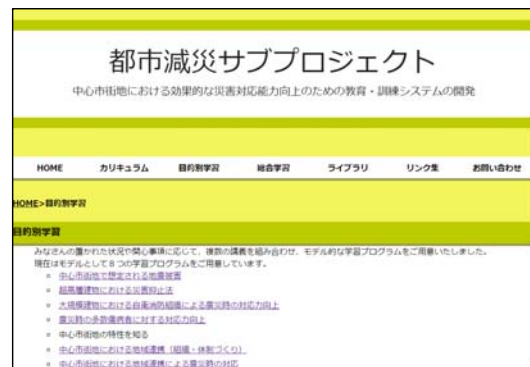 都市減災サブプロジェクト
中心市街地における効果的な災害対応能力向上のための教育・訓練システムの開発
HOME カリキュラム 目的別学習 総合学習 ライブラリ リンク集 お問い合わせ
HOME>目的別学習
目的別学習
みなさんの置かれた状況や関心事項に応じて、複数の講義を組み合わせ、モデル的な学習プログラムをご用意いたしました。
現在はモデルとして8つの学習プログラムをご用意しています。
中心市街地で想定される地震被害
超高層建物における災害抑止法
大規模建物における自衛消防組織による震災時の対応力向上
震災時の多数傷病者に対する対応力向上
中心市街地の特性を知る
中心市街地における地域連携（組織・体制づくり）
中心市街地における地域連携による震災時の対応